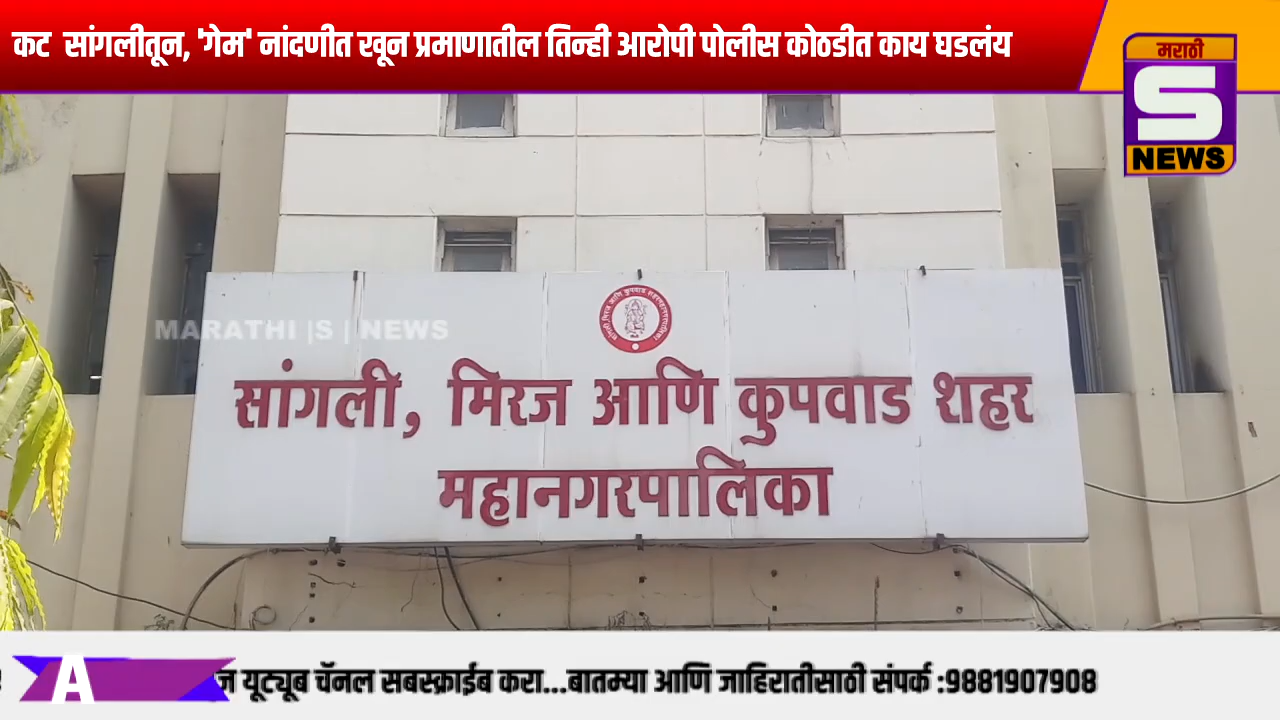 कट सांगलीतून, 'गेम' नांदणीत खून प्रमाणातील तिन्ही आरोपी पोलीस कोठडीत काय घडलंय
मराठी
S
NEWS
MARATHI |S | NEWS
सांगली, मिरज आणि कुपवाड शहर
महानगरपालिका
A
यूट्यूब चॅनल सबस्क्राईब करा...बातम्या आणि जाहिरातीसाठी संपर्क :9881907908